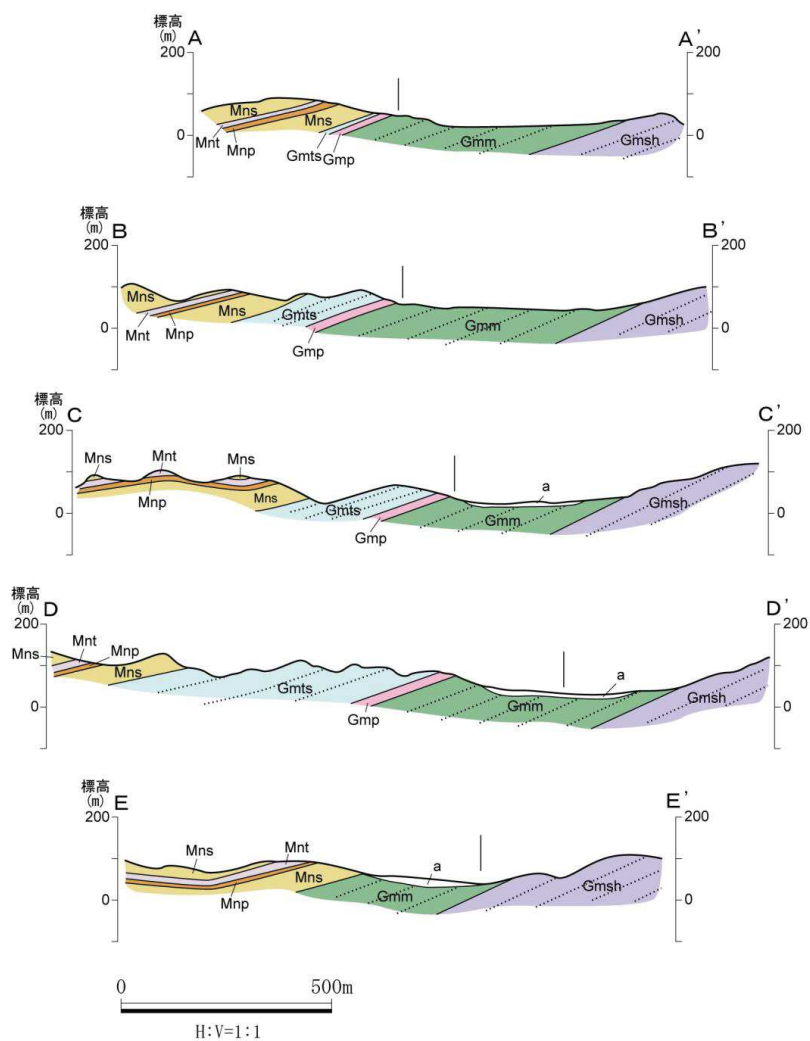 標高
(m)
A
A'
200
200
0
0
Mns
Mns
Mnt
Mnp
Gmts
Gmp
Gmm
Gmsh
標高
(m)
B
B'
200
200
0
0
Mns
Mnt
Mnp
Mns
Gmts
Gmp
Gmm
Gmsh
標高
(m)
C
C'
200
200
0
0
Mns
Mnt
Mns
Mnp
Mns
Gmts
Gmp
a
Gmm
Gmsh
標高
(m)
D
D'
200
200
0
0
Mns
Mnt
Mnp
Mns
Gmts
Gmp
Gmm
a
Gmsh
標高
(m)
E
E'
200
200
0
0
Mns
Mnt
Mns
Mnp
a
Gmm
Gmsh
0
500m
H:V=1:1